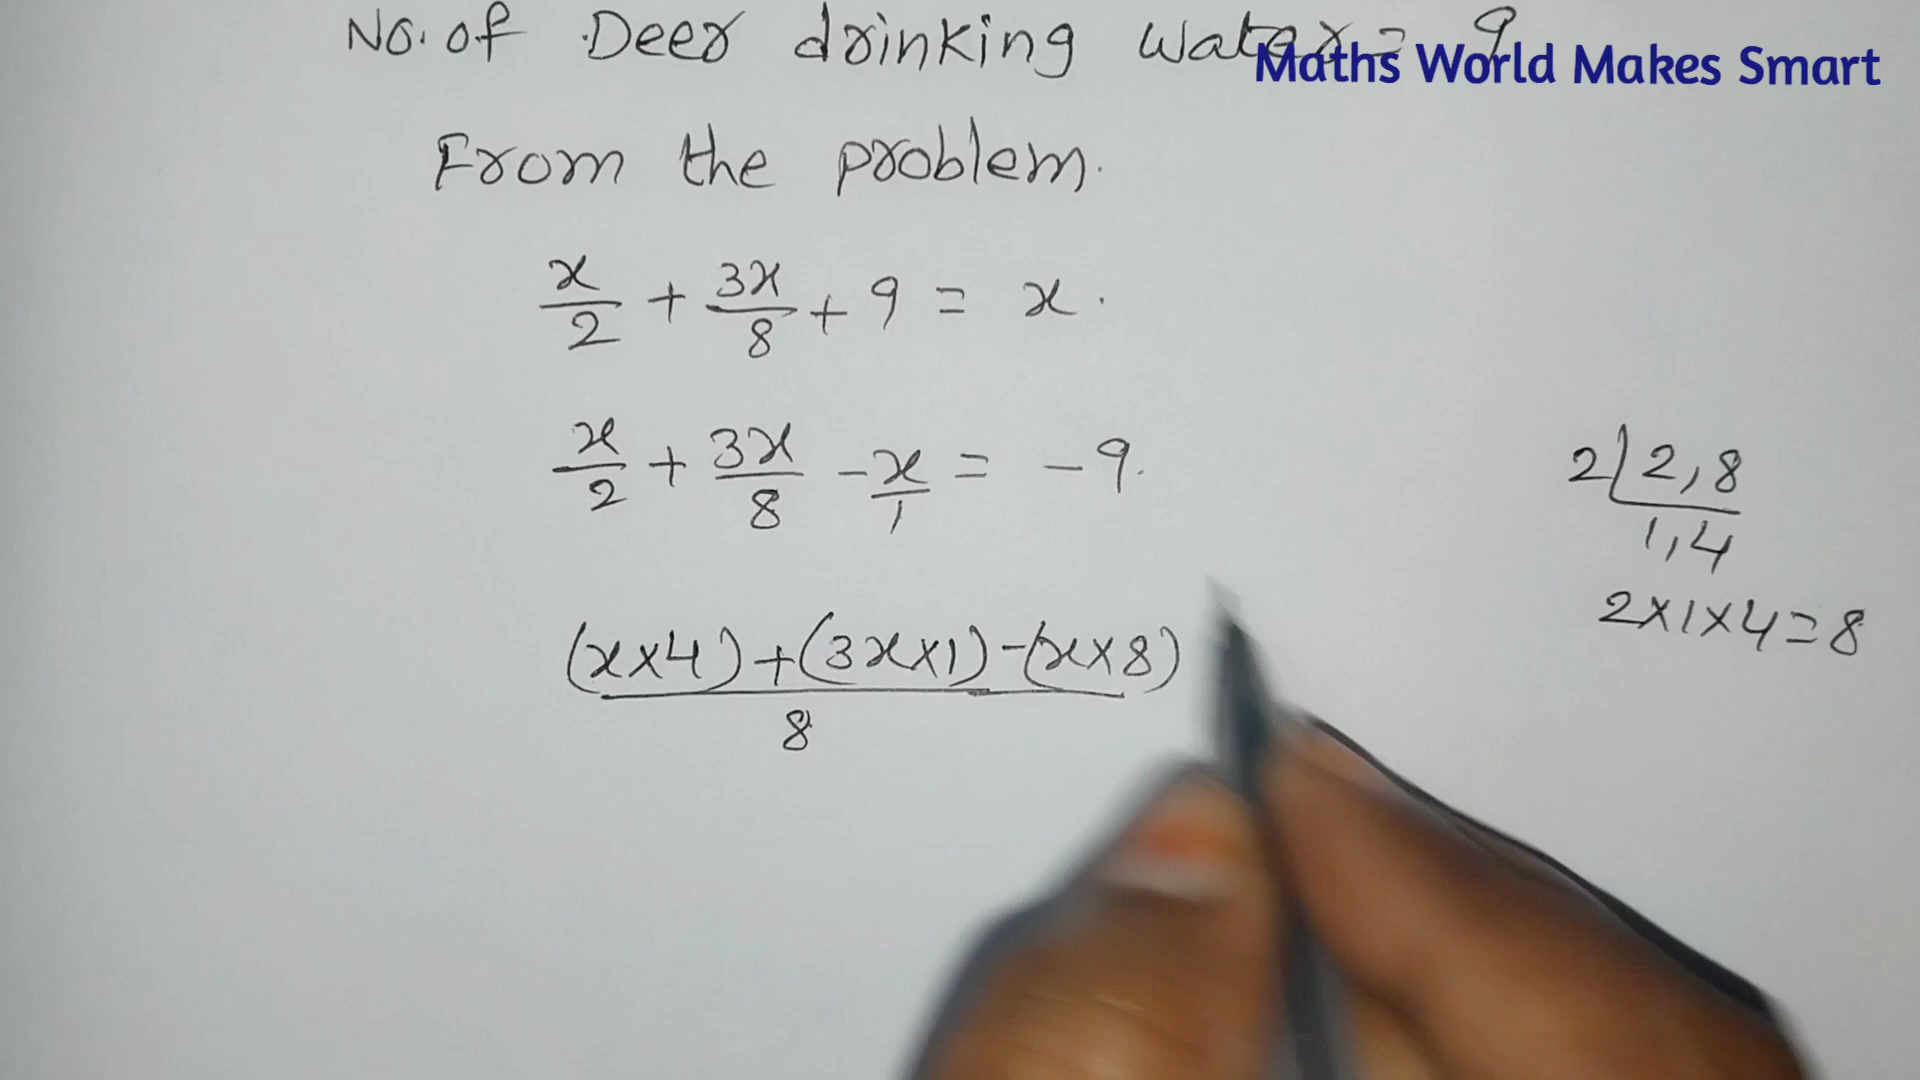 No. of Deer drinking water = 9
Maths World Makes Smart
From the problem.
x/2 + 3x/8 + 9 = x.
x/2 + 3x/8 - x/1 = -9.
2 | 2, 8
1, 4
2×1×4=8
(x×4)+(3x×1)-(x×8)
8